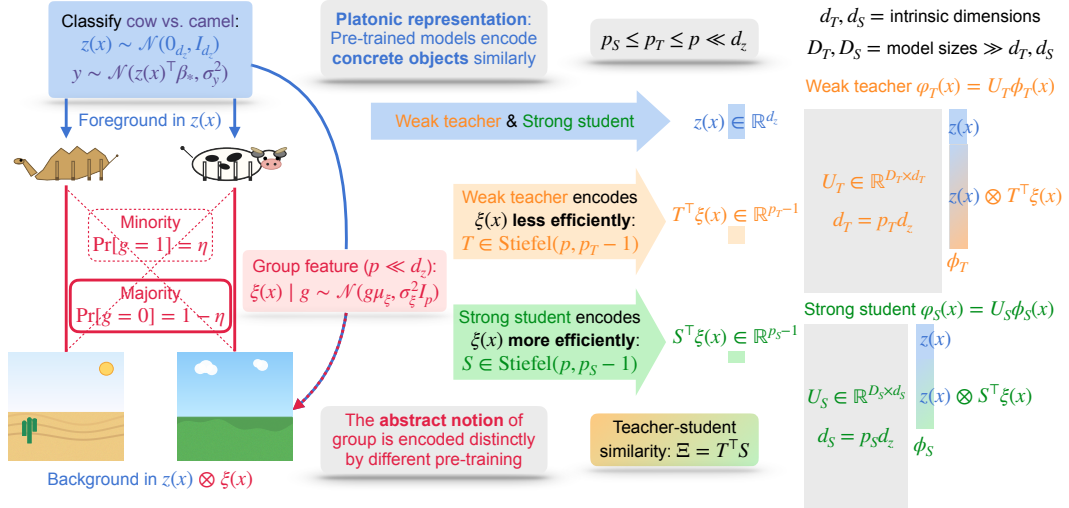 Classify cow vs. camel:
z(x) ∼ 𝒩(0_{d_z}, I_{d_z})
y ∼ 𝒩(z(x)^⊤β_*, σ_y^2)
Foreground in z(x)
Minority
Pr[g = 1] = η
Majority
Pr[g = 0] = 1 − η
Background in z(x) ⊗ ξ(x)
Platonic representation:
Pre-trained models encode
concrete objects similarly
p_S ≤ p_T ≤ p ≪ d_z
Weak teacher & Strong student
z(x) ∈ ℝ^{d_z}
Weak teacher encodes
ξ(x) less efficiently:
T ∈ Stiefel(p, p_T − 1)
T^⊤ξ(x) ∈ ℝ^{p_T−1}
Group feature (p ≪ d_z):
ξ(x) | g ∼ 𝒩(gμ_ξ, σ_ξ^2 I_p)
Strong student encodes
ξ(x) more efficiently:
S ∈ Stiefel(p, p_S − 1)
S^⊤ξ(x) ∈ ℝ^{p_S−1}
The abstract notion of
group is encoded distinctly
by different pre-training
Teacher-student
similarity: Ξ = T^⊤S
d_T, d_S = intrinsic dimensions
D_T, D_S = model sizes ≫ d_T, d_S
Weak teacher φ_T(x) = U_Tϕ_T(x)
U_T ∈ ℝ^{D_T×d_T}
d_T = p_T d_z
z(x)
z(x) ⊗ T^⊤ξ(x)
ϕ_T
Strong student φ_S(x) = U_Sϕ_S(x)
U_S ∈ ℝ^{D_S×d_S}
d_S = p_S d_z
z(x)
z(x) ⊗ S^⊤ξ(x)
ϕ_S